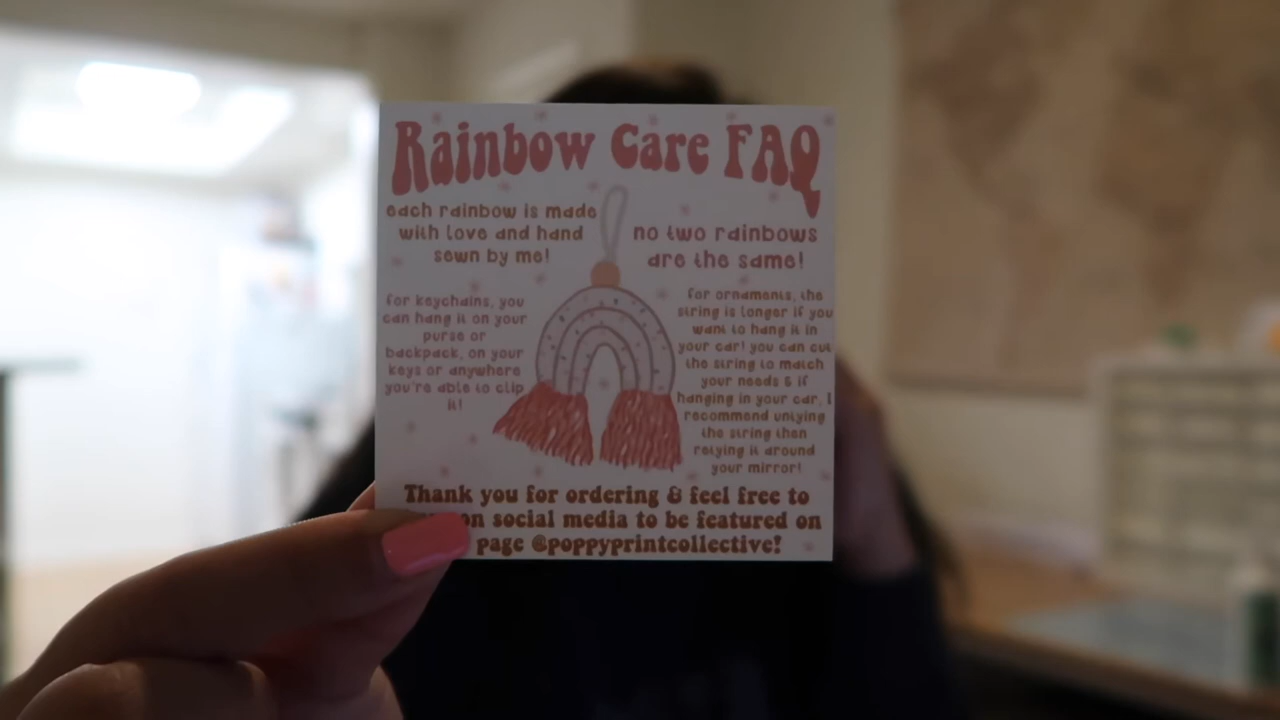 Rainbow Care FAQ
each rainbow is made
with love and hand
sewn by me!
no two rainbows
are the same!
for keychains, you
can hang it on your
purse or
backpack, on your
keys or anywhere
you're able to clip
it!
for ornaments, the
string is longer if you
want to hang it in
your car! you can cut
the string to match
your needs & if
hanging in your car, I
recommend untying
the string then
retying it around
your mirror!
Thank you for ordering & feel free to
on social media to be featured on
page @poppyprintcollective!